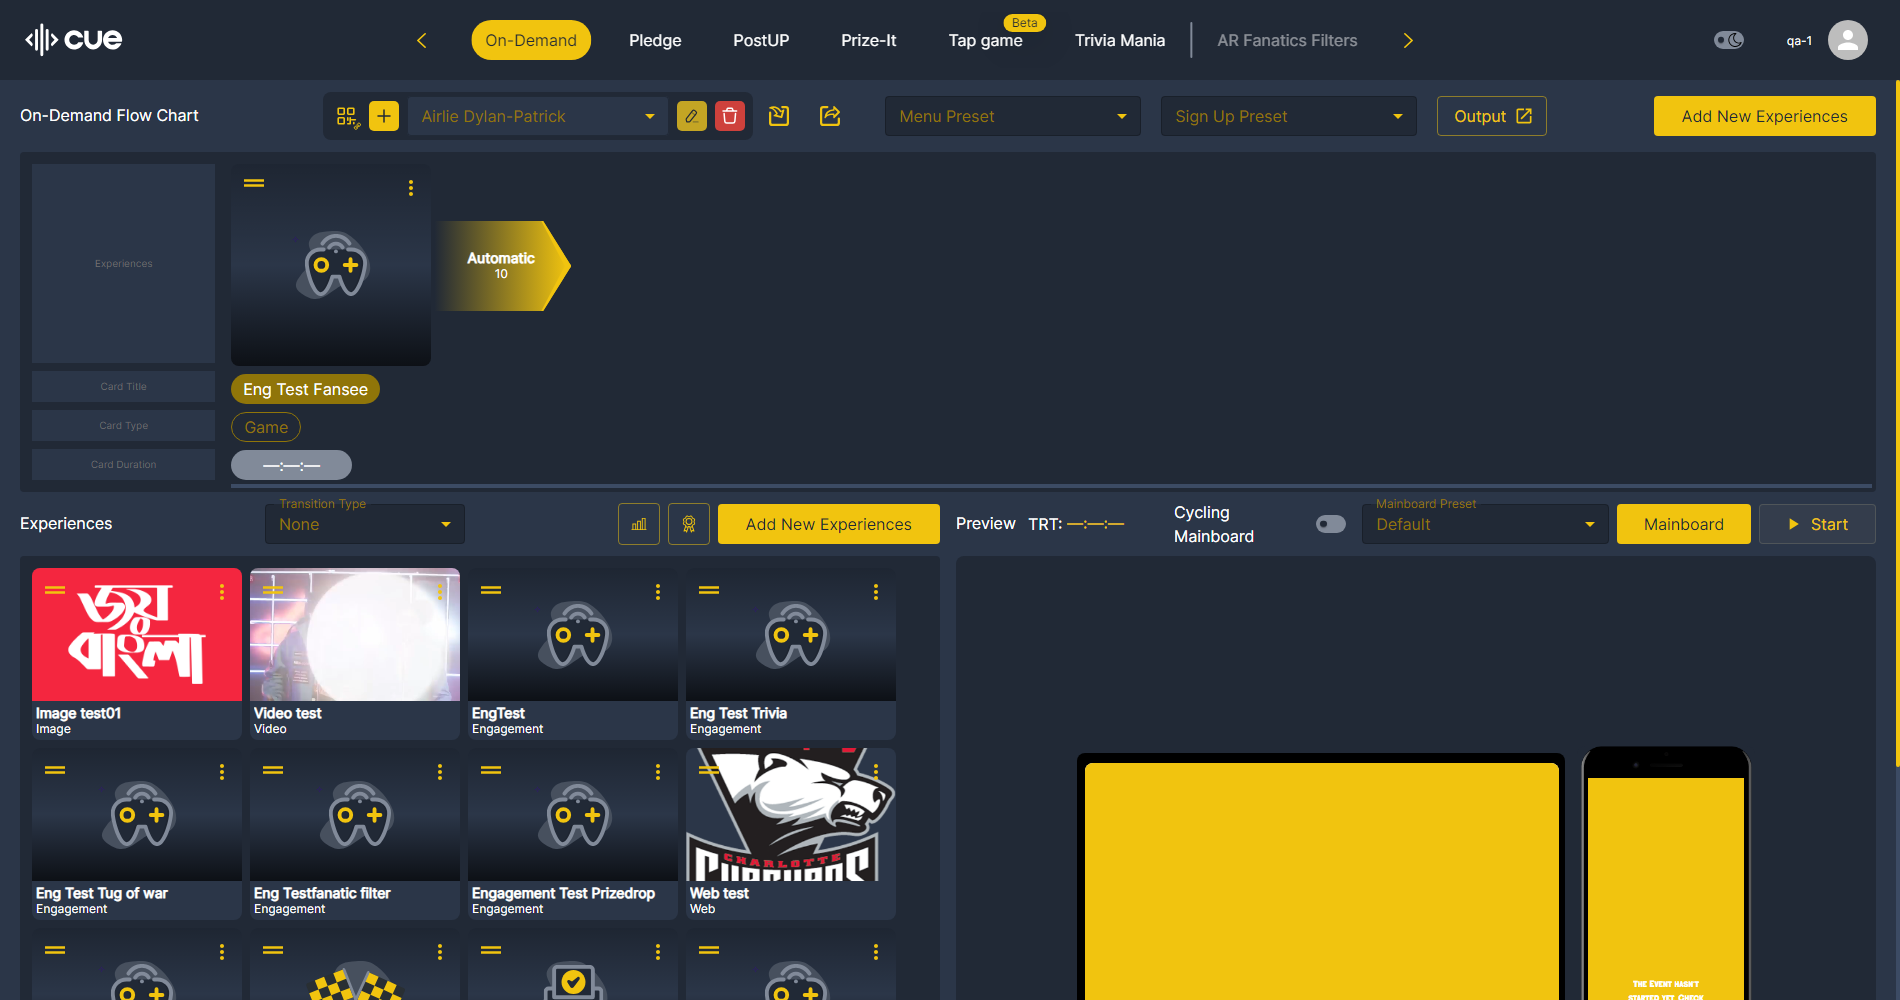 cue
On-Demand
Pledge
PostUP
Prize-It
Tap game
Beta
Trivia Mania
AR Fanatics Filters
qa-1
On-Demand Flow Chart
Airlie Dylan-Patrick
Menu Preset
Sign Up Preset
Output
Add New Experiences
Experiences
Automatic
10
Card Title
Eng Test Fansee
Card Type
Game
Card Duration
—:—:—
Experiences
Transition Type
None
Add New Experiences
Preview
TRT: —:—:—
Cycling
Mainboard
Mainboard Preset
Default
Mainboard
Start
জয়
বাংলা
Image test01
Image
Video test
Video
EngTest
Engagement
Eng Test Trivia
Engagement
CHARLOTTE
Eng Test Tug of war
Engagement
Eng Testfanatic filter
Engagement
Engagement Test Prizedrop
Engagement
Web test
Web
The Event hasn't
started yet. Check